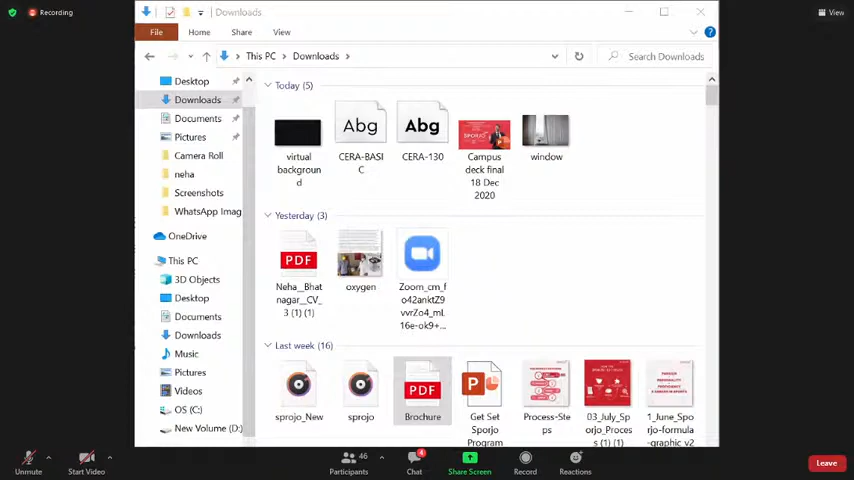 Recording
Downloads
View
File
Home
Share
View
This PC
Downloads
Search Downloads
Desktop
Downloads
Documents
Pictures
Camera Roll
neha
Screenshots
WhatsApp Imag
OneDrive
This PC
3D Objects
Desktop
Documents
Downloads
Music
Pictures
Videos
OS (C:)
New Volume (D:)
Today (5)
Abg
Abg
virtual
backgroun
d
CERA-BASI
C
CERA-130
Campus
deck final
18 Dec
2020
window
Yesterday (3)
PDF
Neha__Bhat
nagar__CV_
3 (1) (1)
oxygen
Zoom_cm_f
o42anktZ9
vvrZo4_mL
16e-ok9+...
Last week (16)
PDF
P
sprojo_New
sprojo
Brochure
Get Set
Sporjo
Program
Process-Ste
ps
03_July_Sp
orjo_Proces
s (1) (1)
1_June_Spo
rjo-formula
-graphic v2
Unmute
Start Video
46
Participants
4
Chat
Share Screen
Record
Reactions
Leave